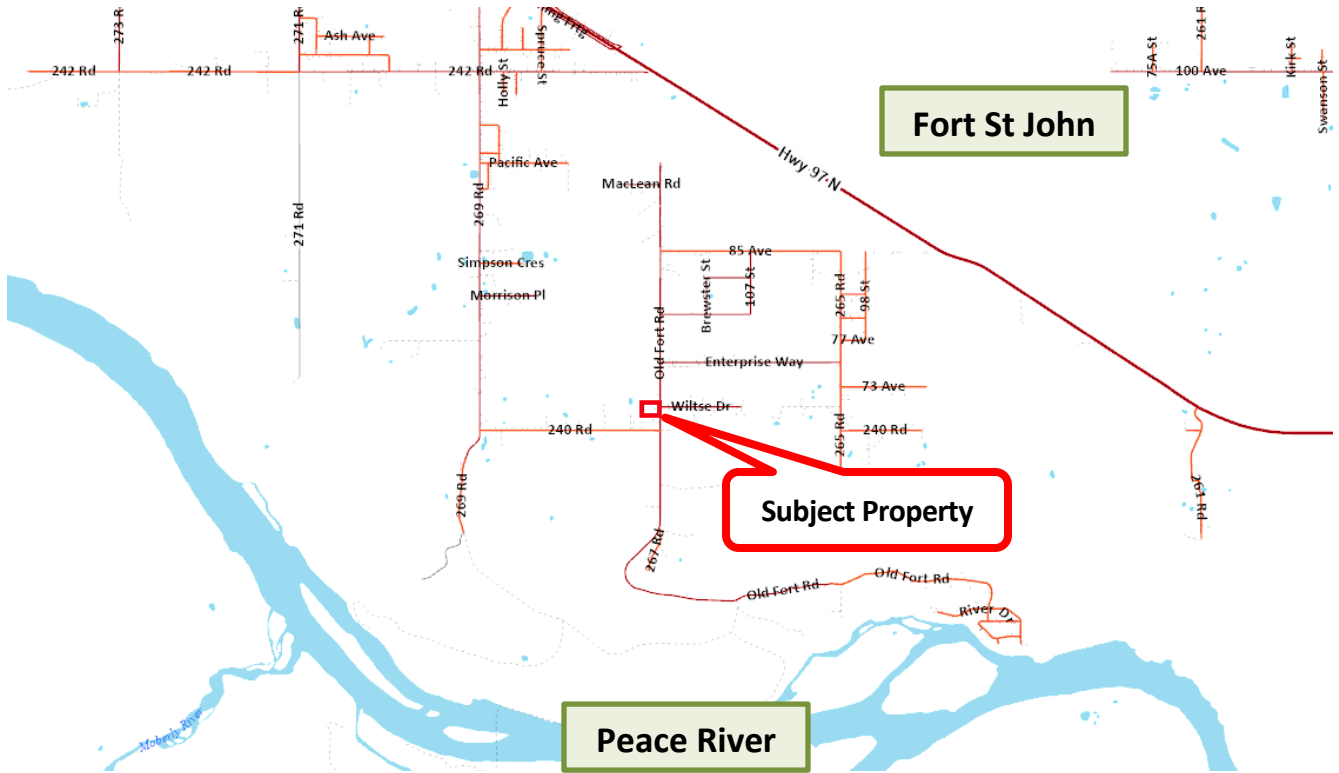 273 R
271 R
Ash Ave
ng Frtg
Spruce St
Holly St
242 Rd
242 Rd
242 Rd
261 F
75A St
100 Ave
Kirk St
Swanson St
Fort St John
Hwy 97 N
Pacific Ave
MacLean Rd
269 Rd
271 Rd
85 Ave
Simpson Cres
Morrison Pl
Brewster St
107 St
265 Rd
98 St
Old Fort Rd
77 Ave
Enterprise Way
73 Ave
Wiltse Dr
240 Rd
265 Rd
240 Rd
269 Rd
Subject Property
261 Rd
267 Rd
Old Fort Rd
Old Fort Rd
River Dr
Moberly River
Peace River